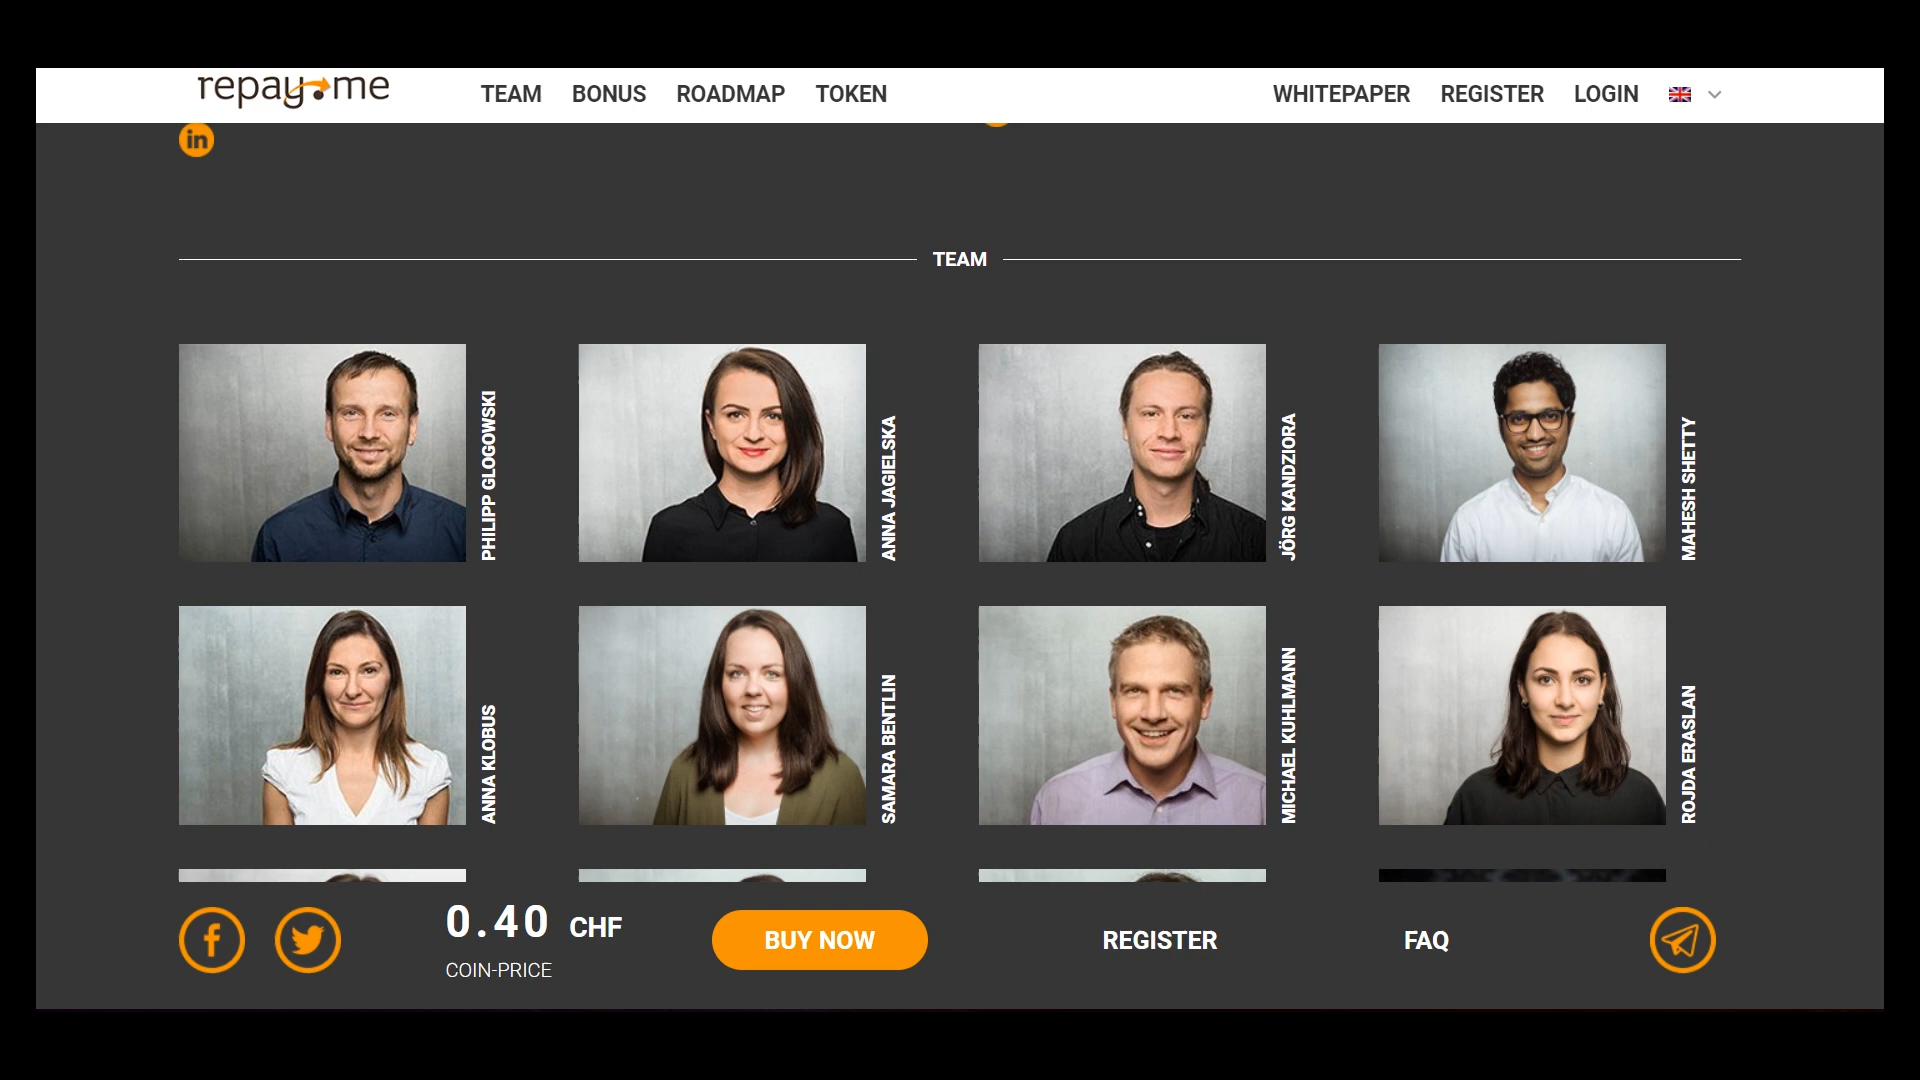 repay.me
TEAM BONUS ROADMAP TOKEN WHITEPAPER REGISTER LOGIN
in
TEAM
PHILIPP GLOGOWSKI
ANNA JAGIELSKA
JÖRG KANDZIORA
MAHESH SHETTY
ANNA KLOBUS
SAMARA BENTLIN
MICHAEL KUHLMANN
ROJDA ERASLAN
0.40 CHF
COIN-PRICE
BUY NOW
REGISTER
FAQ